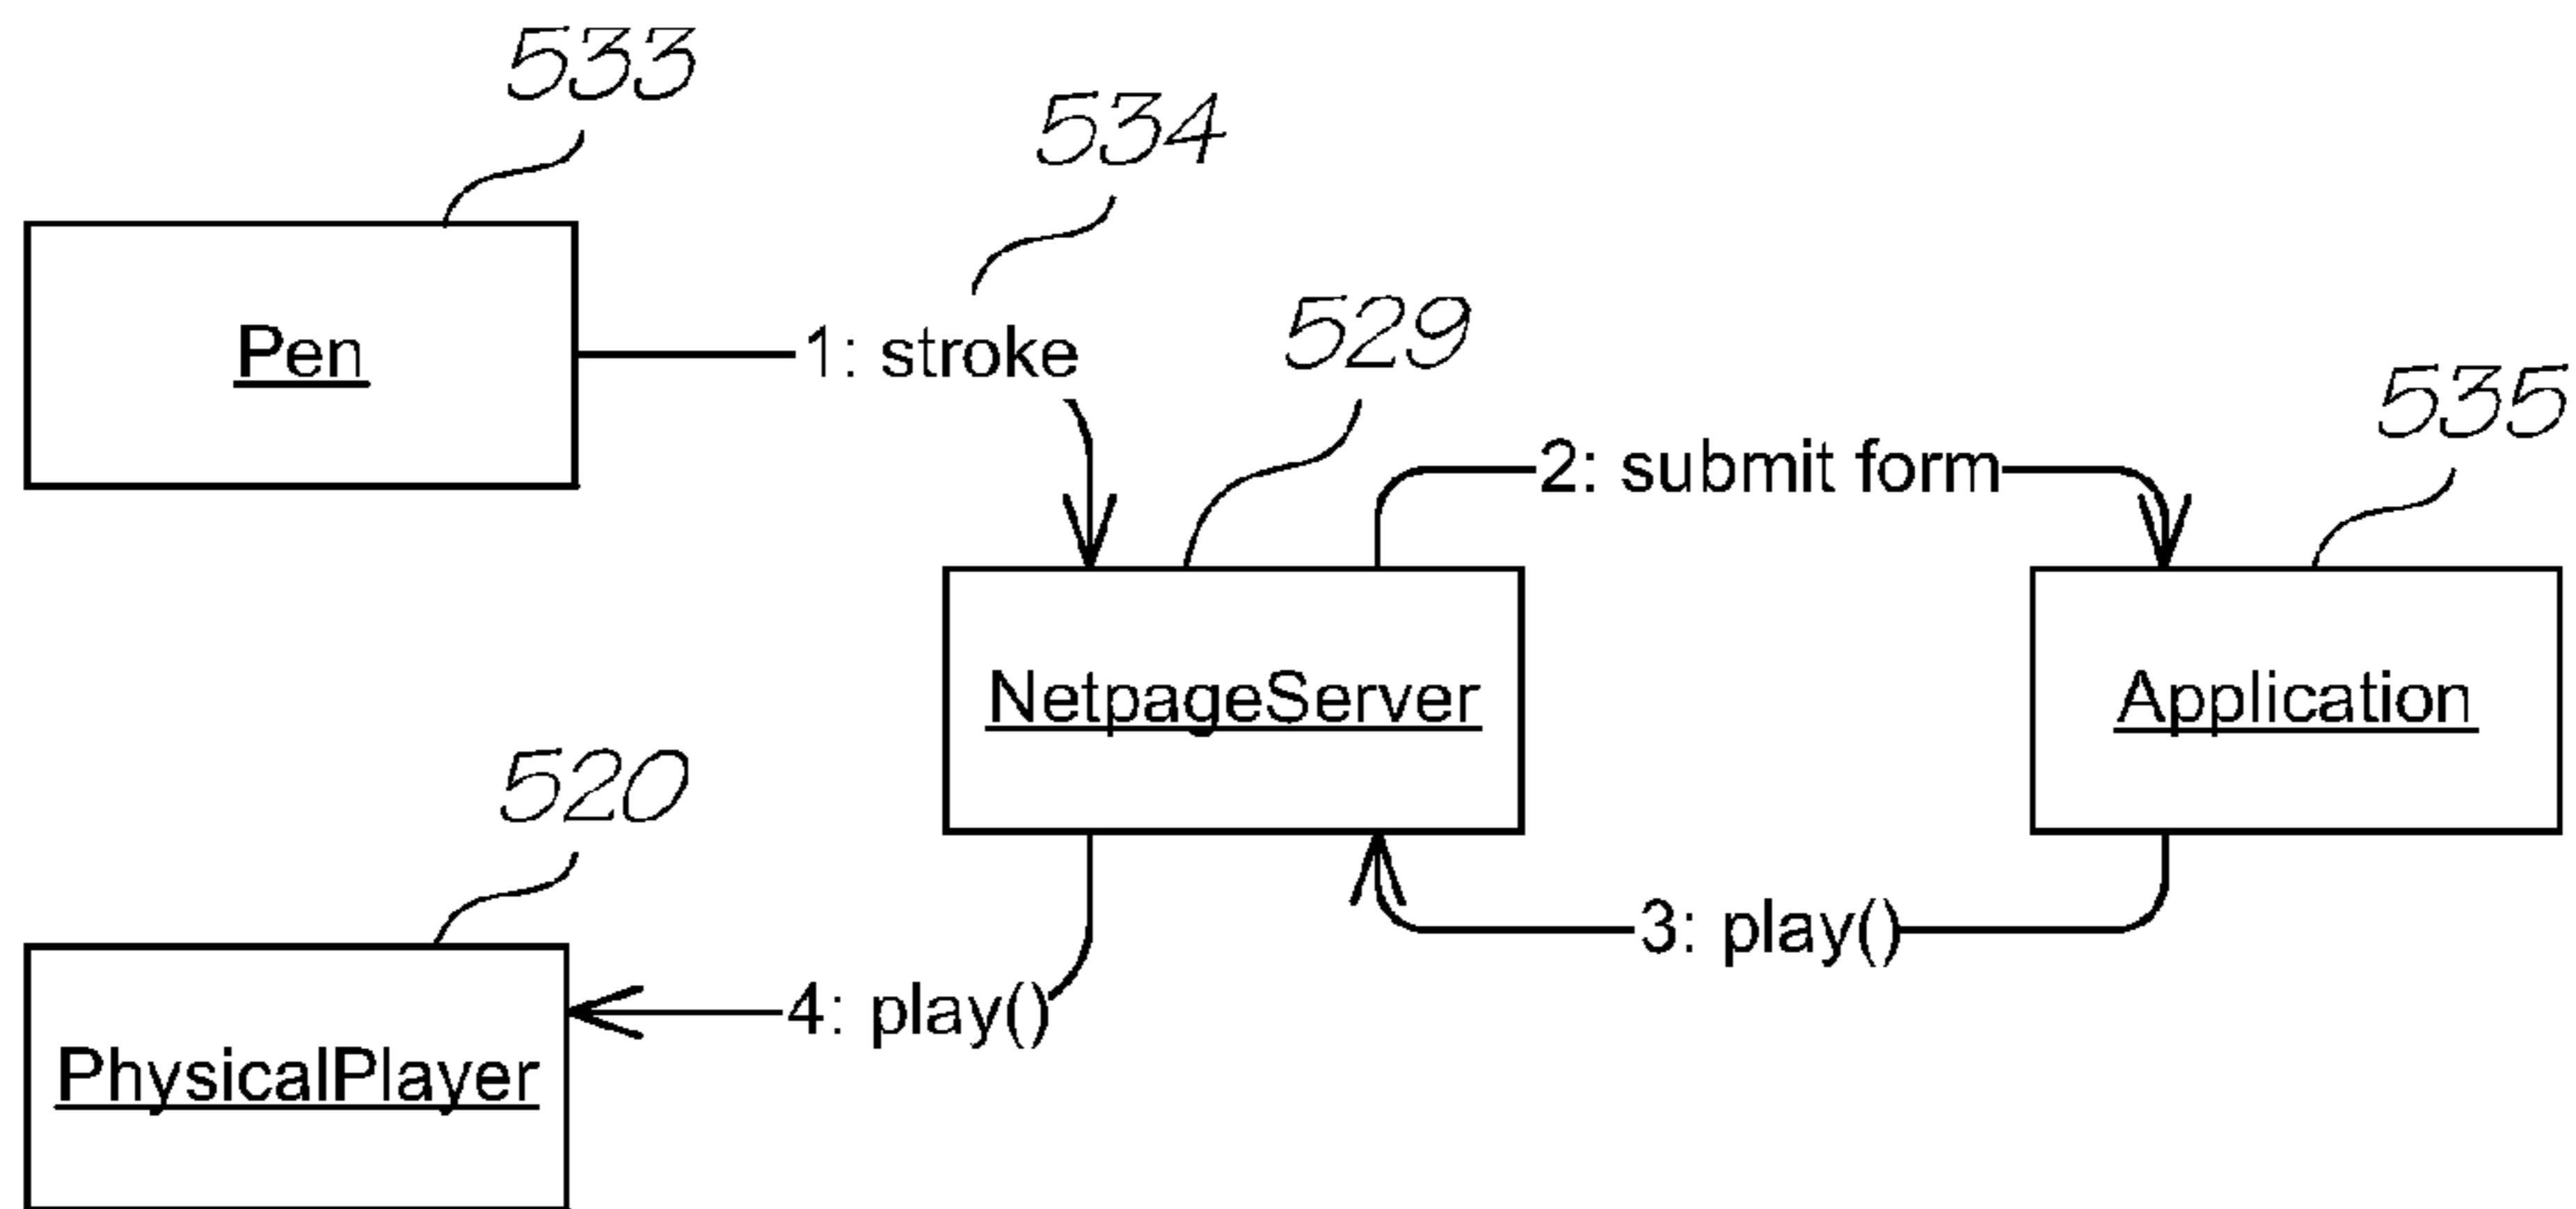 533
534
Pen
1: stroke
529
535
2: submit form
NetpageServer
Application
520
3: play()
4: play()
PhysicalPlayer